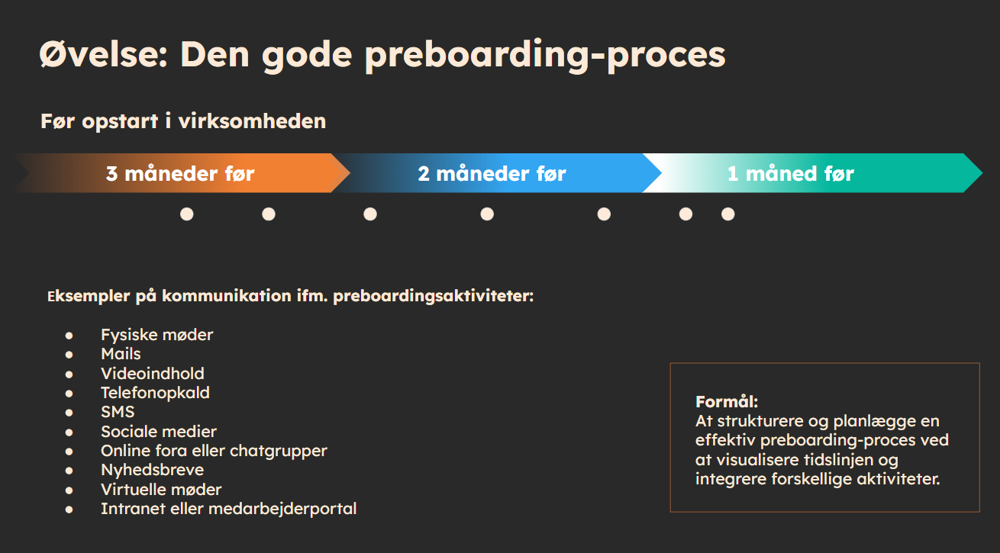 Øvelse: Den gode preboarding-proces
Før opstart i virksomheden
3 måneder før
2 måneder før
1 måned før
Eksempler på kommunikation ifm. preboardingsaktiviteter:
● Fysiske møder
● Mails
● Videoindhold
● Telefonopkald
● SMS
● Sociale medier
● Online fora eller chatgrupper
● Nyhedsbreve
● Virtuelle møder
● Intranet eller medarbejderportal
Formål:
At strukturere og planlægge en
effektiv preboarding-proces ved
at visualisere tidslinjen og
integrere forskellige aktiviteter.